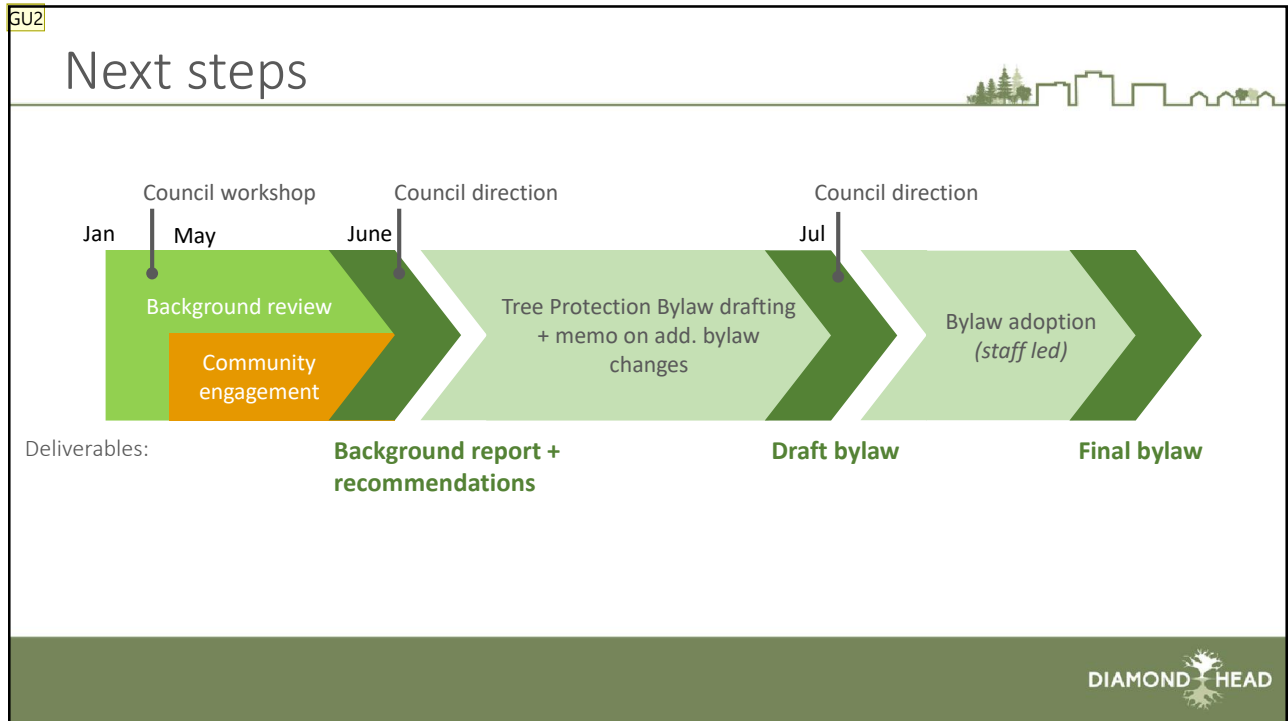 GU2
Next steps
Council workshop
Council direction
Council direction
Jan
May
June
Jul
Background review
Community
engagement
Tree Protection Bylaw drafting
+ memo on add. bylaw
changes
Bylaw adoption
(staff led)
Deliverables:
Background report +
recommendations
Draft bylaw
Final bylaw
DIAMOND HEAD